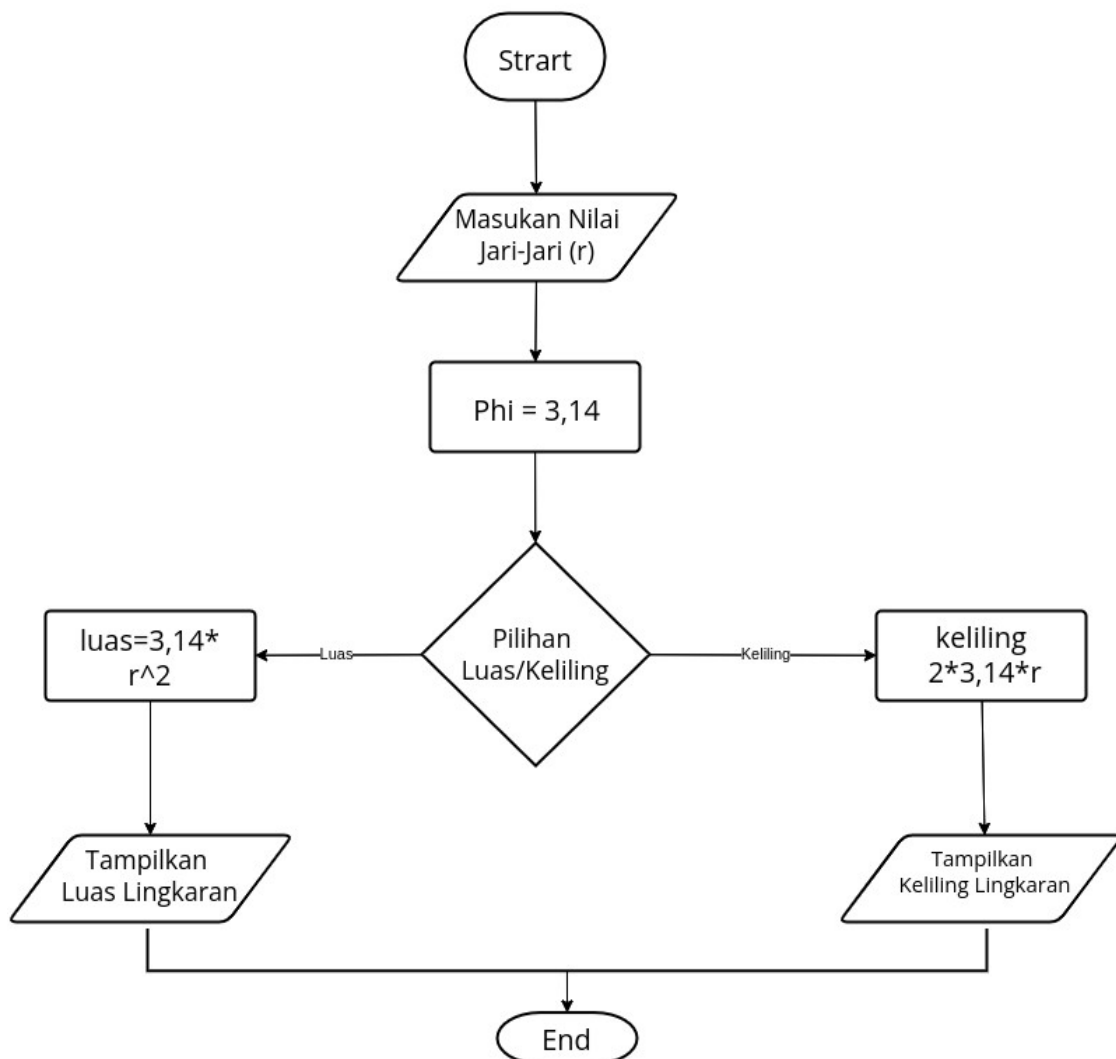 Strart
Masukan Nilai
Jari-Jari (r)
Phi = 3,14
Pilihan
Luas/Keliling
Luas
Keliling
luas=3,14*
r^2
keliling
2*3,14*r
Tampilkan
Luas Lingkaran
Tampilkan
Keliling Lingkaran
End